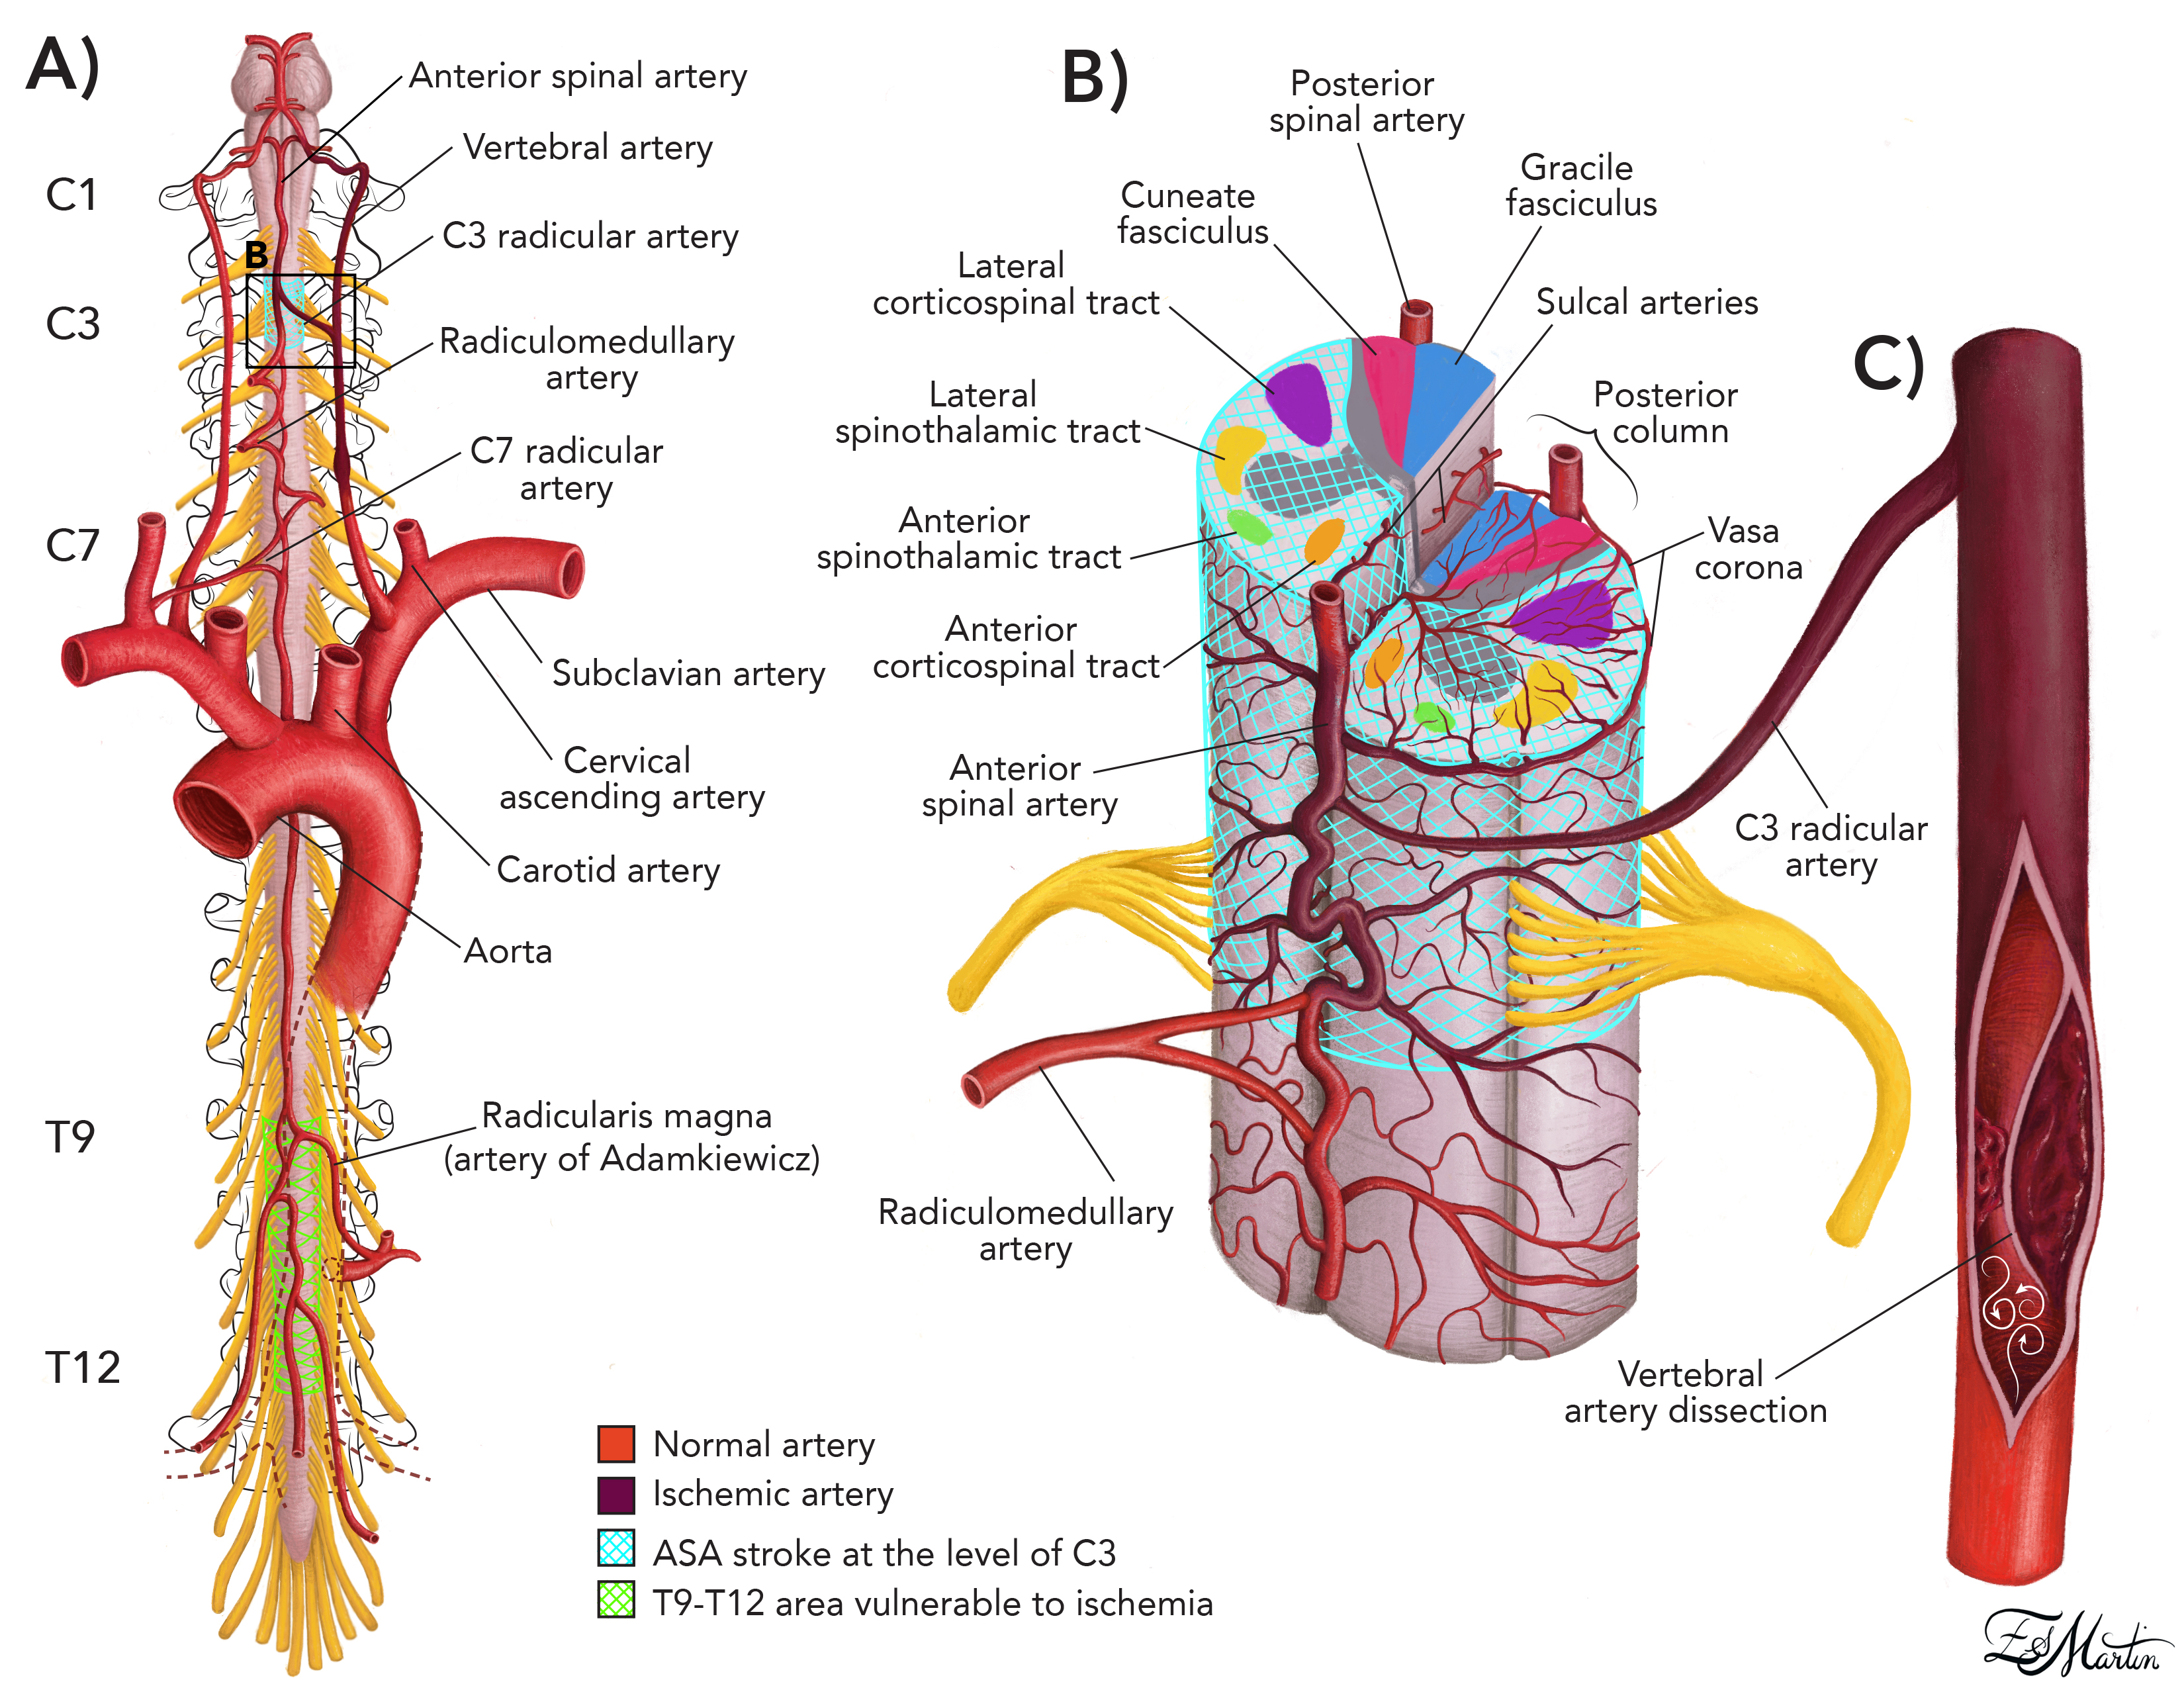 A)
Anterior spinal artery
Vertebral artery
C1
C3 radicular artery
B
C3
Radiculomedullary
artery
C7 radicular
artery
C7
Subclavian artery
Cervical
ascending artery
Carotid artery
Aorta
T9
Radicularis magna
(artery of Adamkiewicz)
T12
B)
Posterior
spinal artery
Cuneate
fasciculus
Gracile
fasciculus
Lateral
corticospinal tract
Sulcal arteries
Lateral
spinothalamic tract
Posterior
column
Anterior
spinothalamic tract
Vasa
corona
Anterior
corticospinal tract
Anterior
spinal artery
C3 radicular
artery
Radiculomedullary
artery
C)
Vertebral
artery dissection
Normal artery
Ischemic artery
ASA stroke at the level of C3
T9-T12 area vulnerable to ischemia
ESMartin